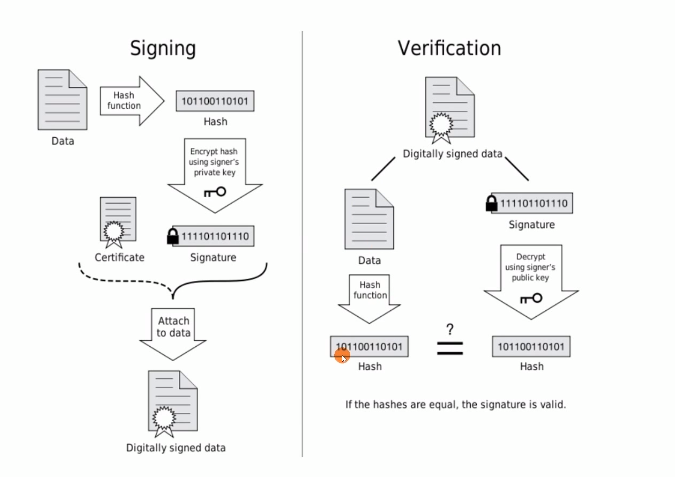 Signing
Hash
function
101100110101
Data
Hash
Encrypt hash
using signer's
private key
111101101110
Certificate
Signature
Attach
to data
Digitally signed data
Verification
Digitally signed data
111101101110
Signature
Data
Decrypt
using signer's
public key
Hash
function
?
101100110101
101100110101
Hash
Hash
If the hashes are equal, the signature is valid.